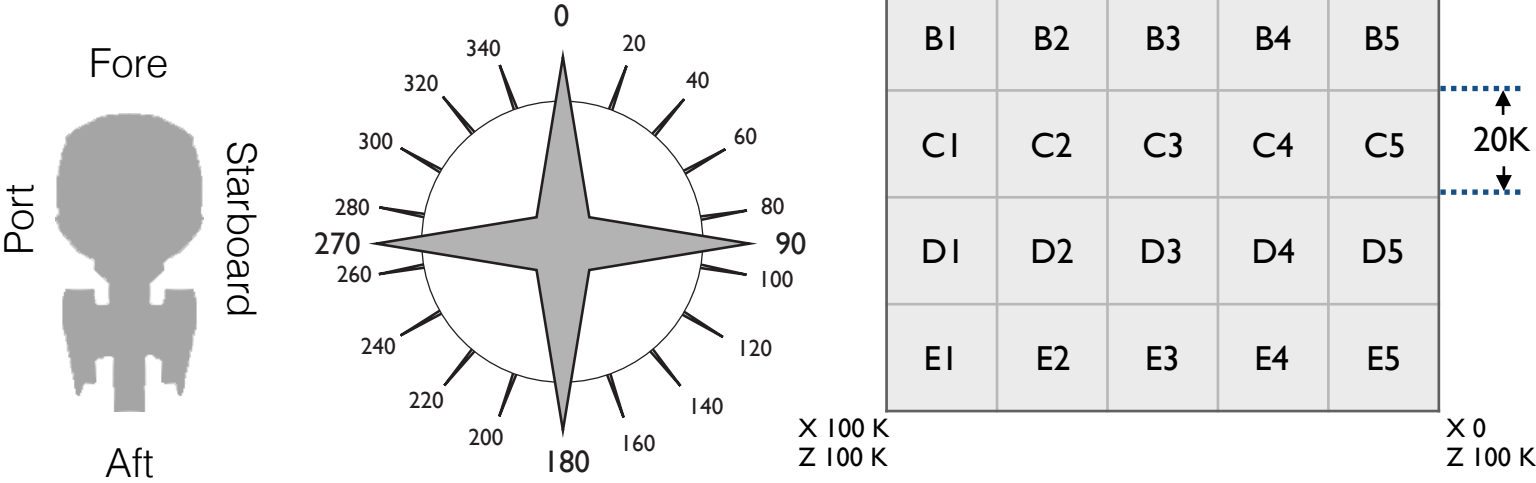 Fore
Port
Starboard
Aft
0
20
40
60
80
90
100
120
140
160
180
200
220
240
260
270
280
300
320
340
B1 B2 B3 B4 B5
C1 C2 C3 C4 C5
D1 D2 D3 D4 D5
E1 E2 E3 E4 E5
20K
X 100 K
Z 100 K
X 0
Z 100 K